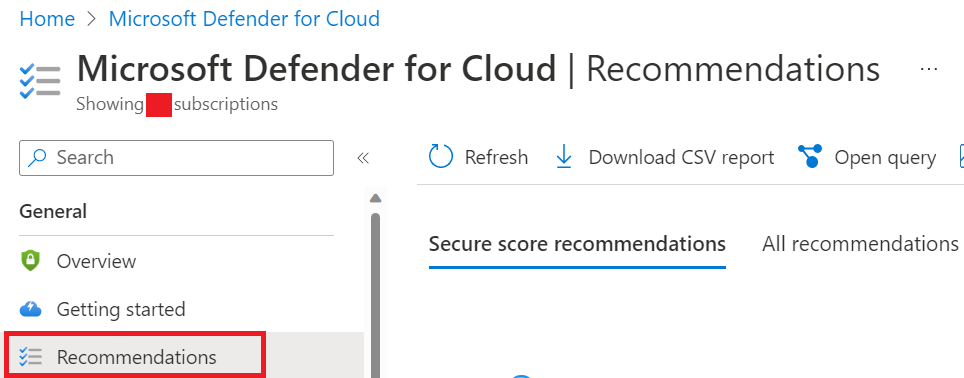 Home > Microsoft Defender for Cloud
Microsoft Defender for Cloud | Recommendations ...
Showing subscriptions
Search «
Refresh Download CSV report Open query
General
Secure score recommendations All recommendations
Overview
Getting started
Recommendations